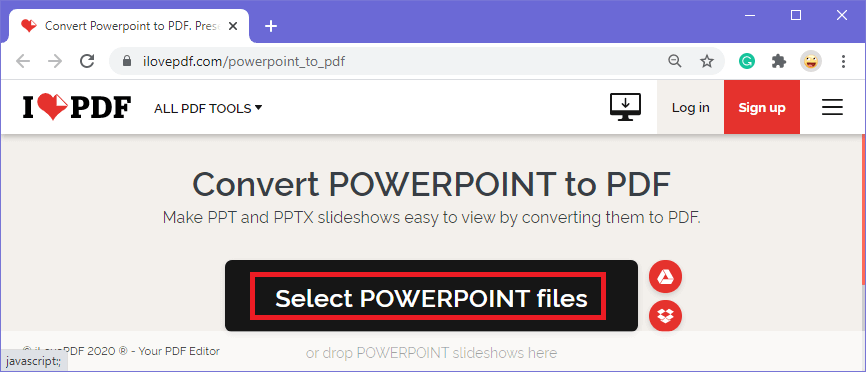 Convert Powerpoint to PDF. Prese
ilovepdf.com/powerpoint_to_pdf
I PDF
ALL PDF TOOLS
Log in
Sign up
Convert POWERPOINT to PDF
Make PPT and PPTX slideshows easy to view by converting them to PDF.
Select POWERPOINT files
or drop POWERPOINT slideshows here
© iLovePDF 2020 ® - Your PDF Editor
javascript:;